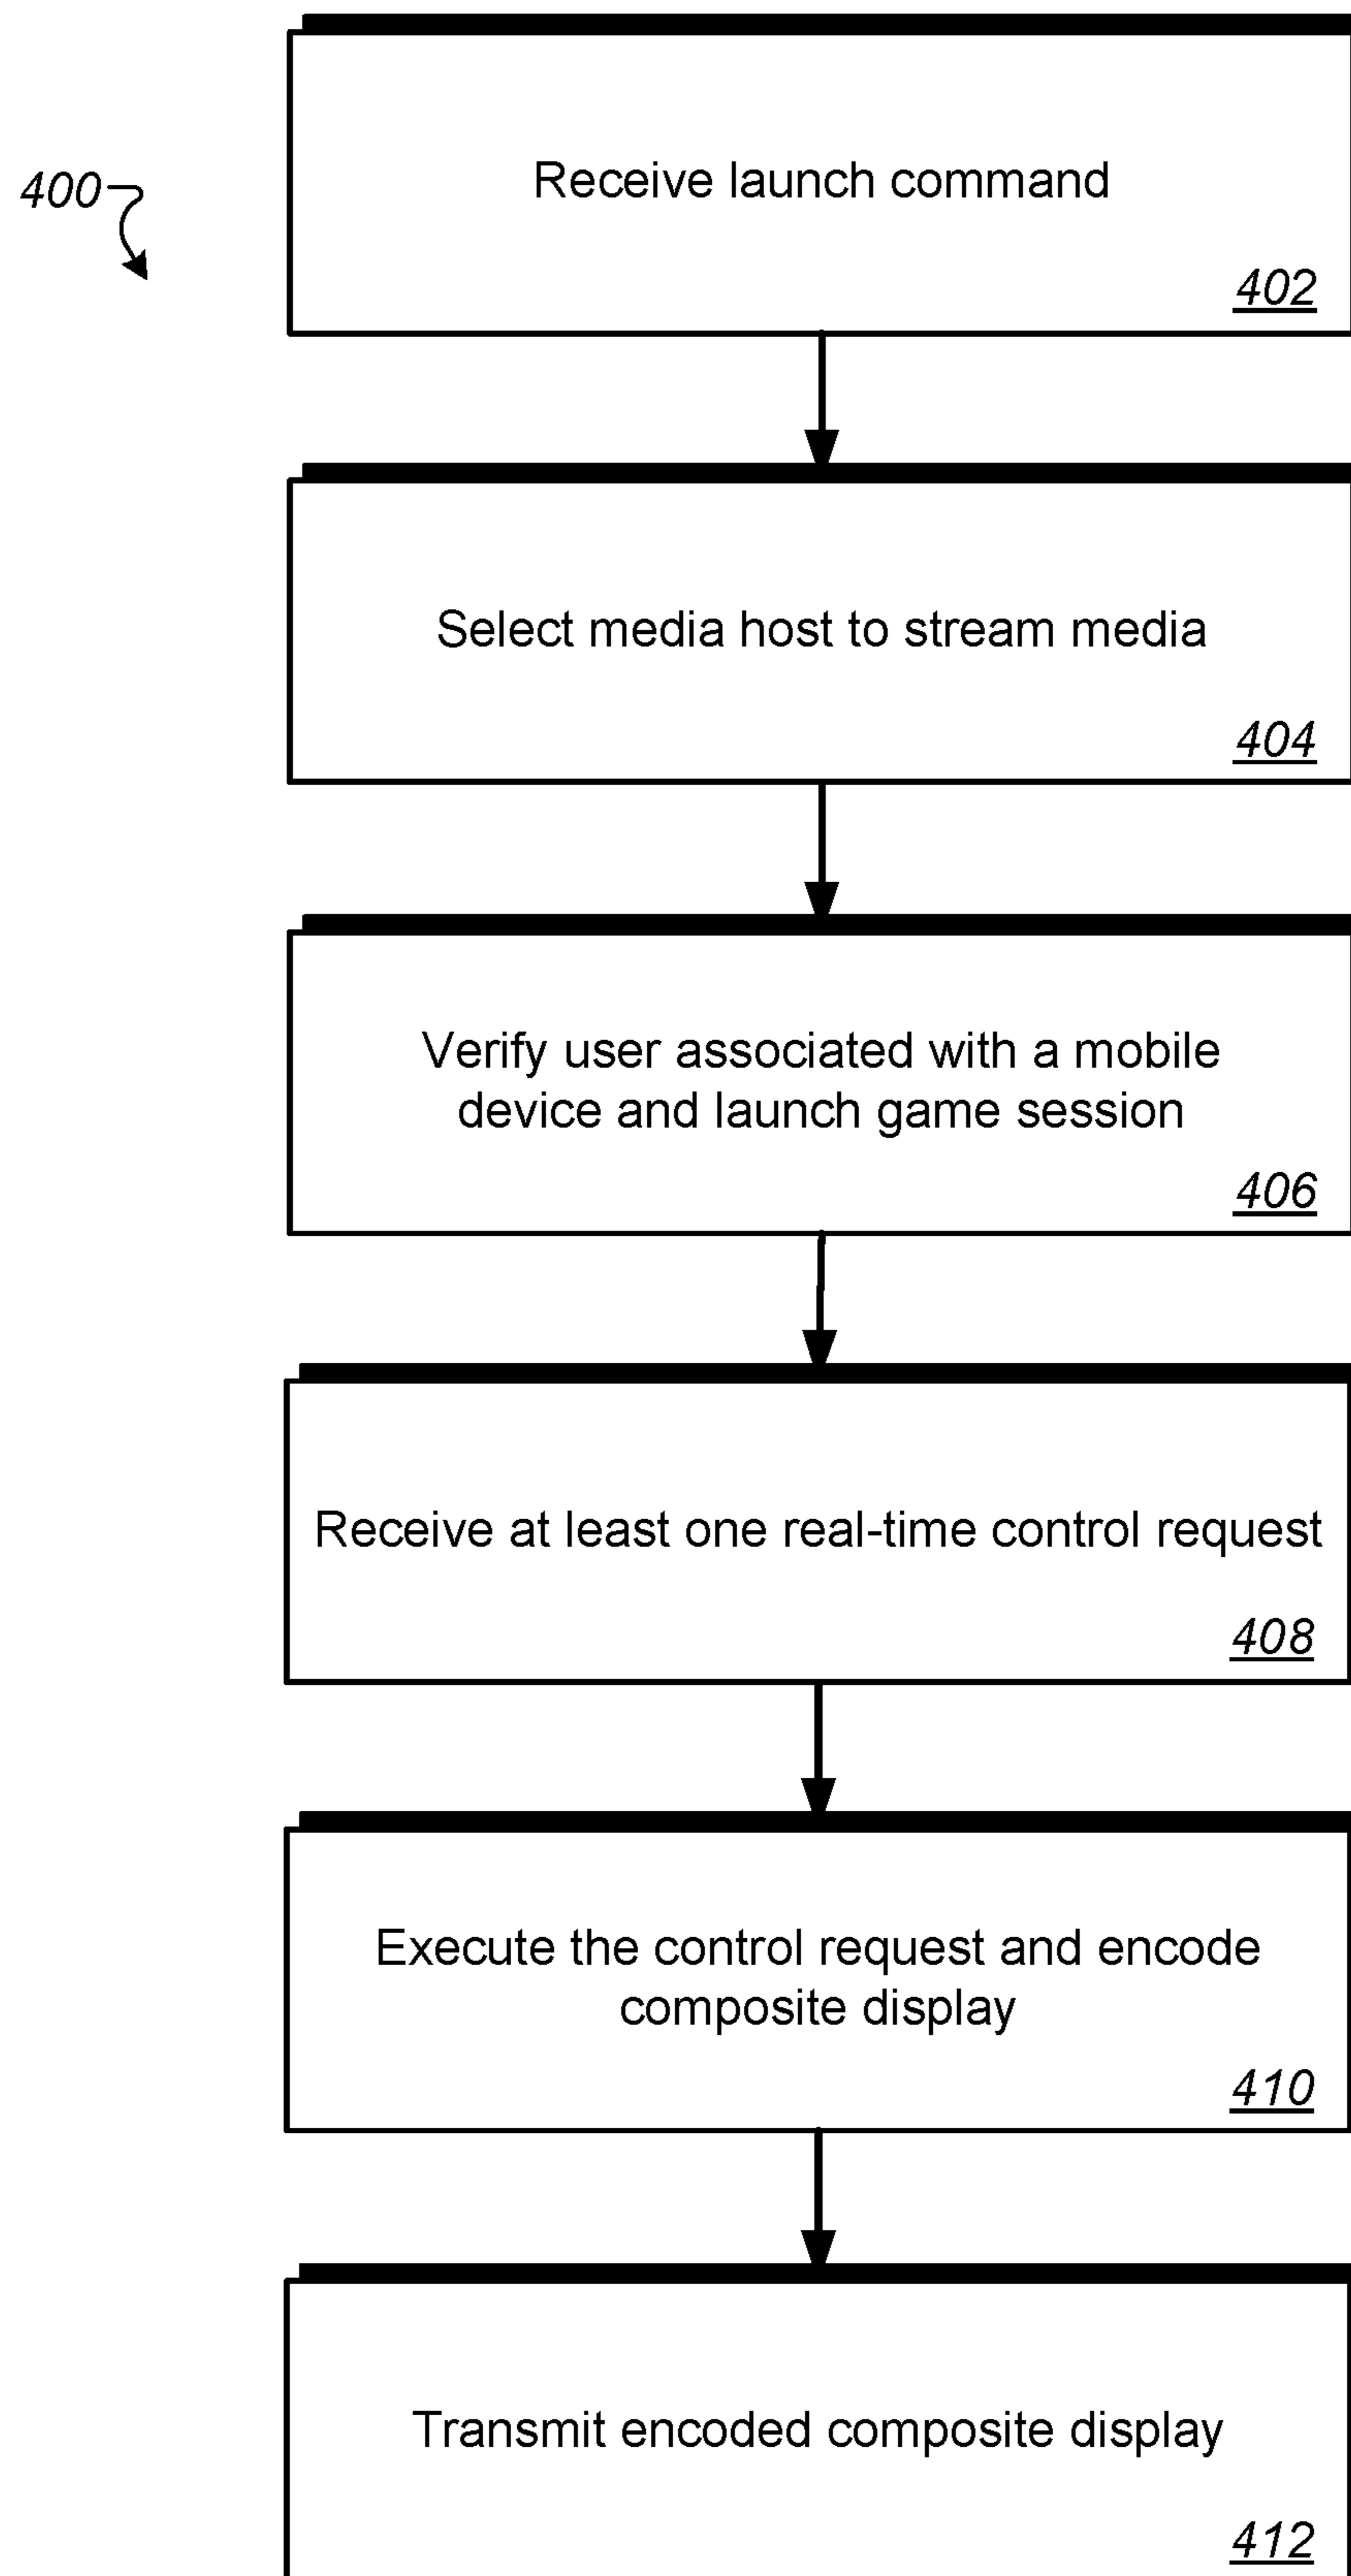 400
Receive launch command
402
Select media host to stream media
404
Verify user associated with a mobile
device and launch game session
406
Receive at least one real-time control request
408
Execute the control request and encode
composite display
410
Transmit encoded composite display
412